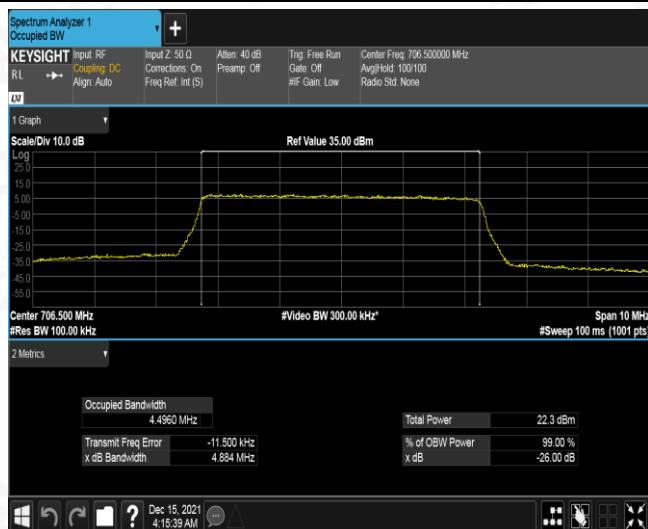 Spectrum Analyzer 1
Occupied BW
KEYSIGHT
R L
Input: RF
Coupling: DC
Align: Auto
Input Z: 50 Ω
Corrections: On
Freq Ref: Int (S)
Atten: 40 dB
Preamp: Off
Trig: Free Run
Gate: Off
#IF Gain: Low
Center Freq: 706.500000 MHz
Avg|Hold: 100/100
Radio Std: None
1 Graph
Scale/Div 10.0 dB
Ref Value 35.00 dBm
Log
25.0
15.0
5.00
-5.00
-15.0
-25.0
-35.0
-45.0
-55.0
Center 706.500 MHz
#Video BW 300.00 kHz*
Span 10 MHz
#Res BW 100.00 kHz
#Sweep 100 ms (1001 pts)
2 Metrics
Occupied Bandwidth
4.4960 MHz
Total Power 22.3 dBm
Transmit Freq Error -11.500 kHz
% of OBW Power 99.00 %
x dB Bandwidth 4.884 MHz
x dB -26.00 dB
Dec 15, 2021
4:15:39 AM